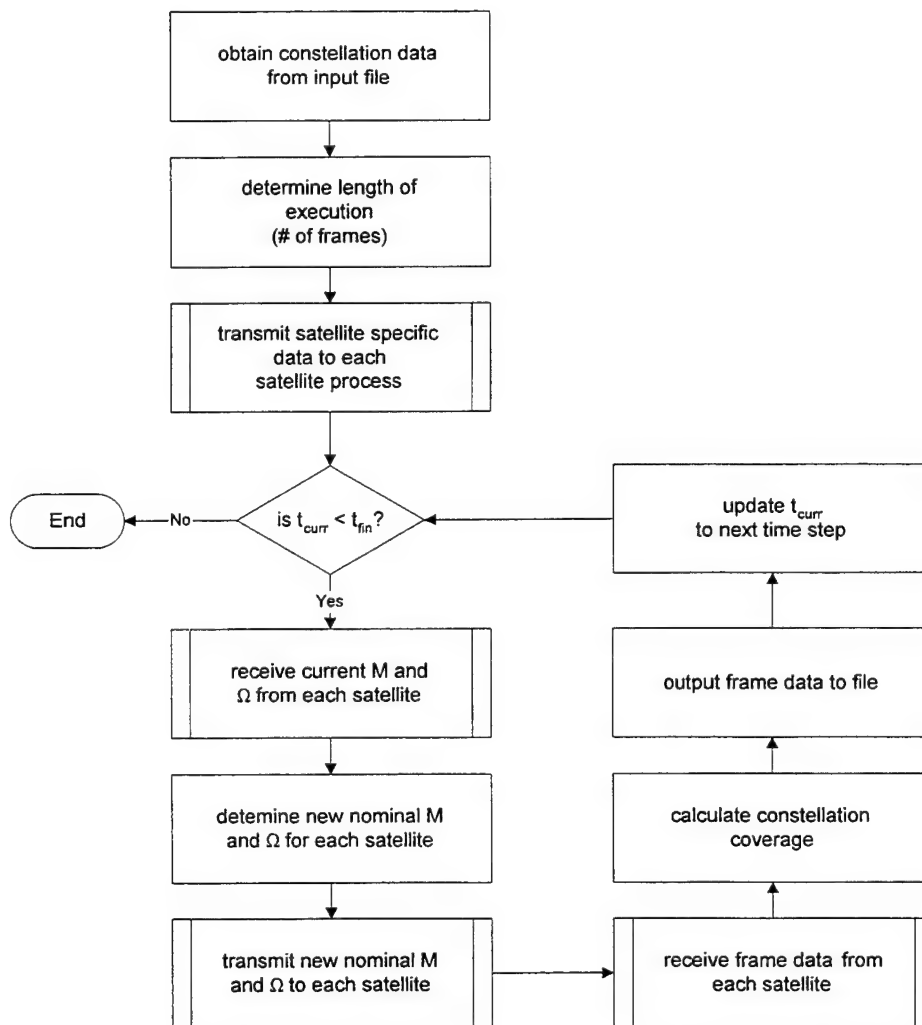 obtain constellation data
from input file
determine length of
execution
(# of frames)
transmit satellite specific
data to each
satellite process
End
No
is t_curr < t_fin?
Yes
update t_curr
to next time step
receive current M and
Ω from each satellite
output frame data to file
detemine new nominal M
and Ω for each satellite
calculate constellation
coverage
transmit new nominal M
and Ω to each satellite
receive frame data from
each satellite